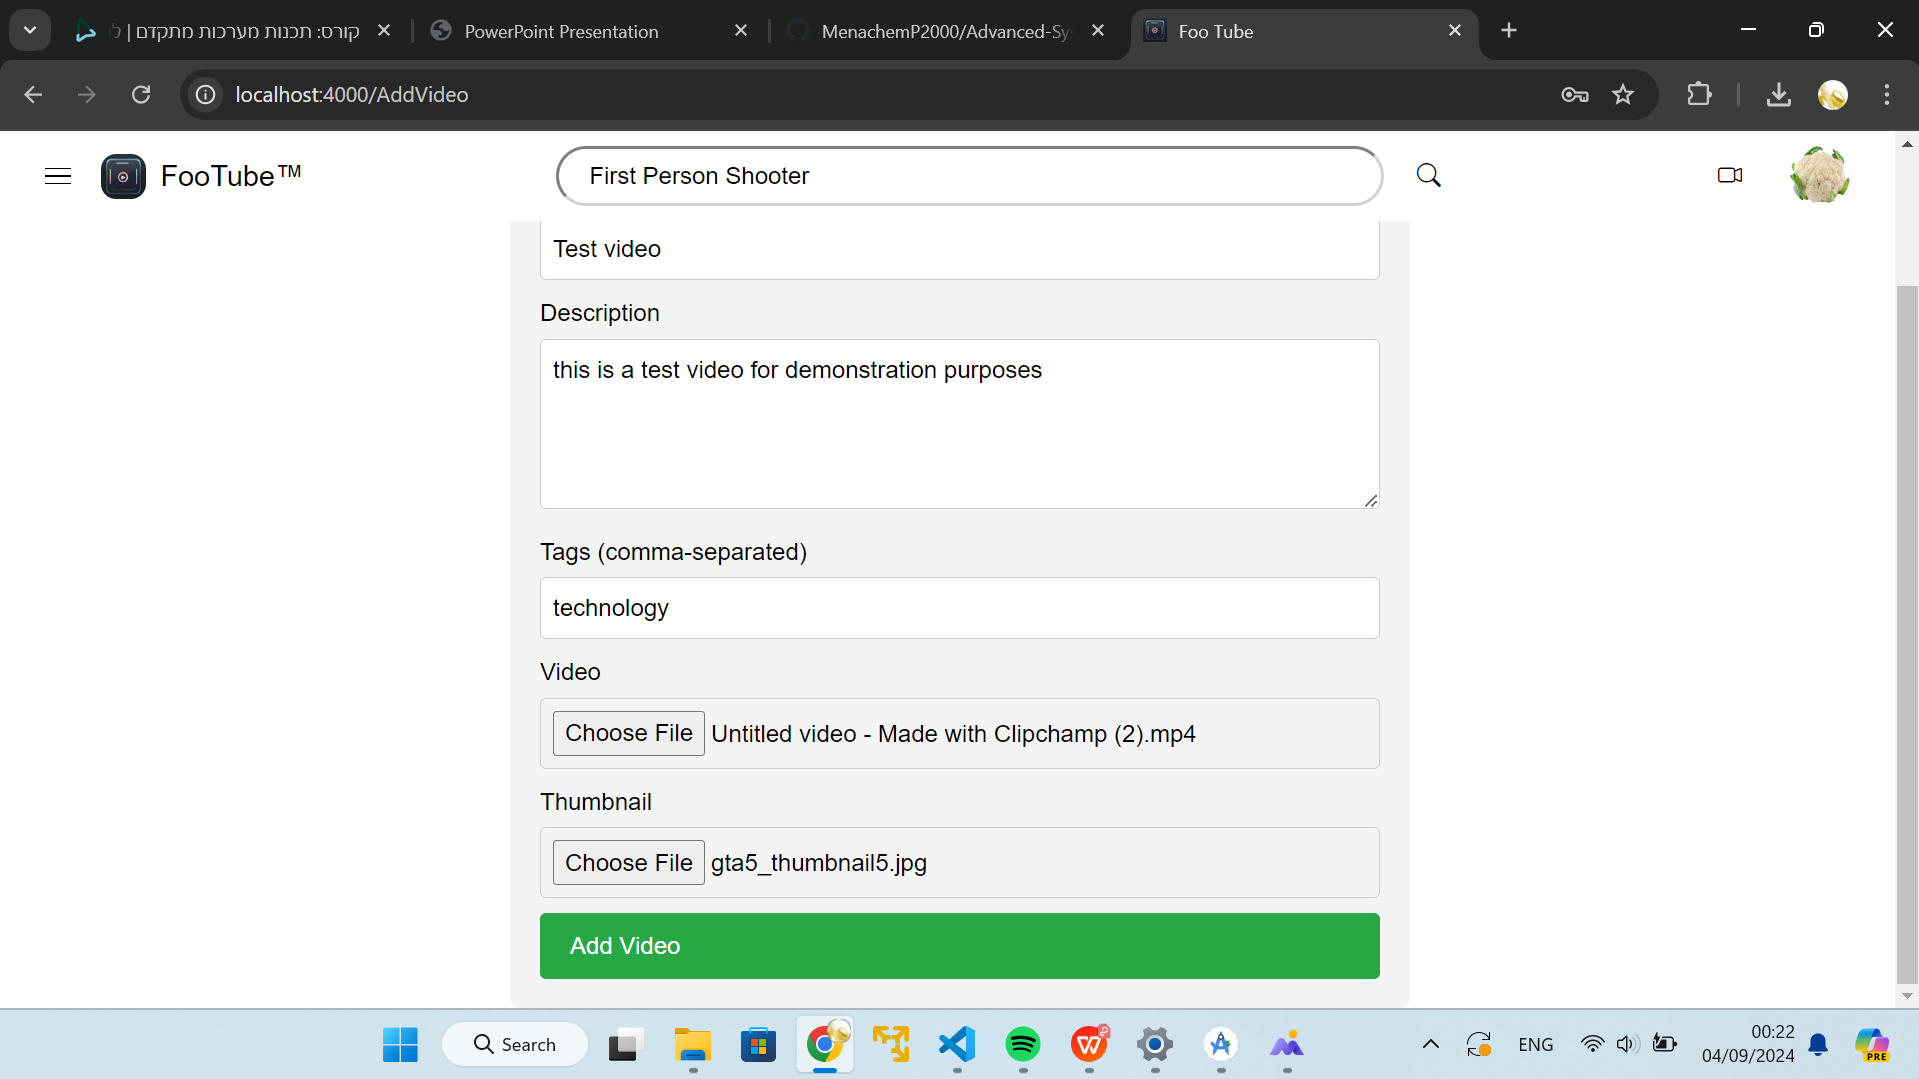 קורס: תכנות מערכות מתקדם | ל
PowerPoint Presentation
MenachemP2000/Advanced-Sy
Foo Tube
localhost:4000/AddVideo
FooTube™
First Person Shooter
Test video
Description
this is a test video for demonstration purposes
Tags (comma-separated)
technology
Video
Choose File Untitled video - Made with Clipchamp (2).mp4
Thumbnail
Choose File gta5_thumbnail5.jpg
Add Video
Search
ENG
00:22
04/09/2024
PRE